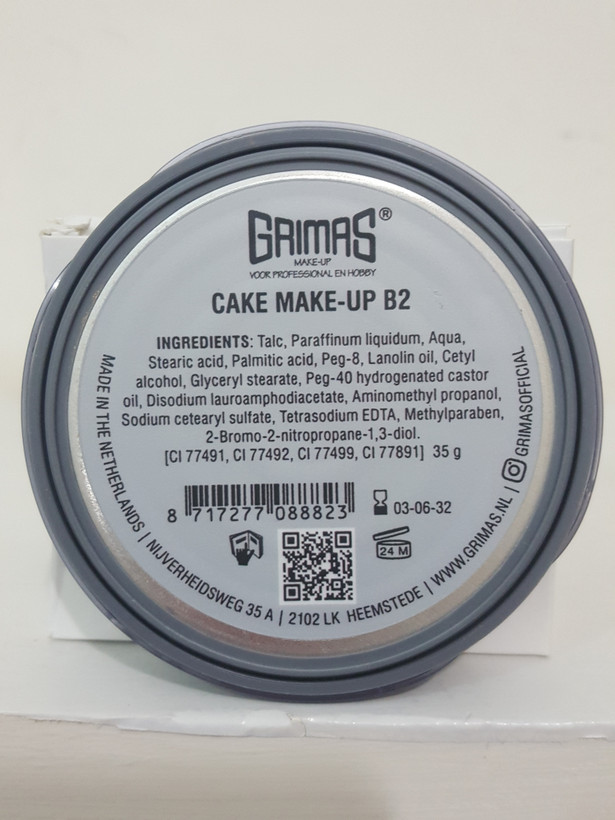 GRIMAS®
MAKE-UP
VOOR PROFESSIONAL EN HOBBY
CAKE MAKE-UP B2
INGREDIENTS: Talc, Paraffinum liquidum, Aqua,
Stearic acid, Palmitic acid, Peg-8, Lanolin oil, Cetyl
alcohol, Glyceryl stearate, Peg-40 hydrogenated castor
oil, Disodium lauroamphodiacetate, Aminomethyl propanol,
Sodium cetearyl sulfate, Tetrasodium EDTA, Methylparaben,
2-Bromo-2-nitropropane-1,3-diol.
[CI 77491, CI 77492, CI 77499, CI 77891] 35 g
8 717277 088823
03-06-32
24 M
MADE IN THE NETHERLANDS | NIJVERHEIDSWEG 35 A | 2102 LK HEEMSTEDE | WWW.GRIMAS.NL | GRIMASOFFICIAL